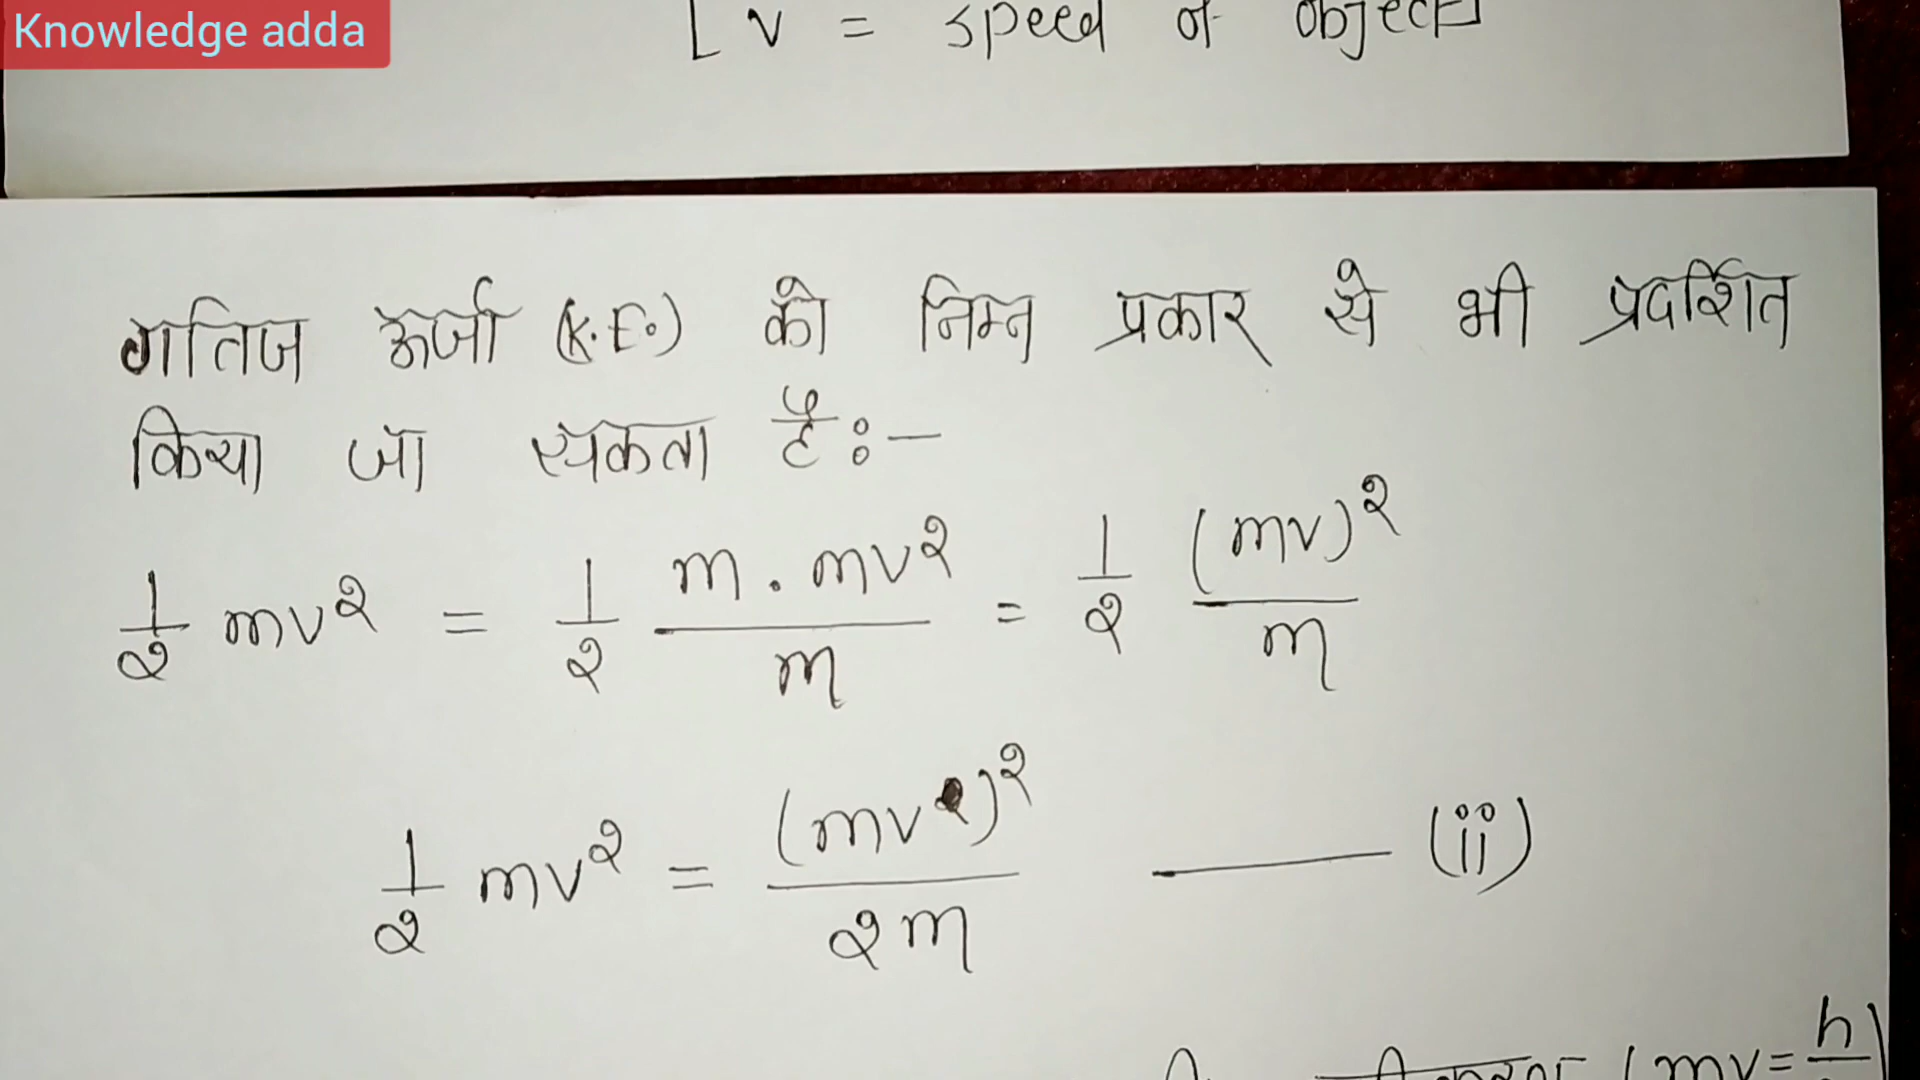 Knowledge adda
[ v = speed of object]
गतिज ऊर्जा (K.E.) को निम्न प्रकार से भी प्रदर्शित
किया जा सकता है :-
1/2 mv² = 1/2 m . mv²/m = 1/2 (mv)²/m
1/2 mv² = (mv)²/2m ——— (ii)
(mv = h